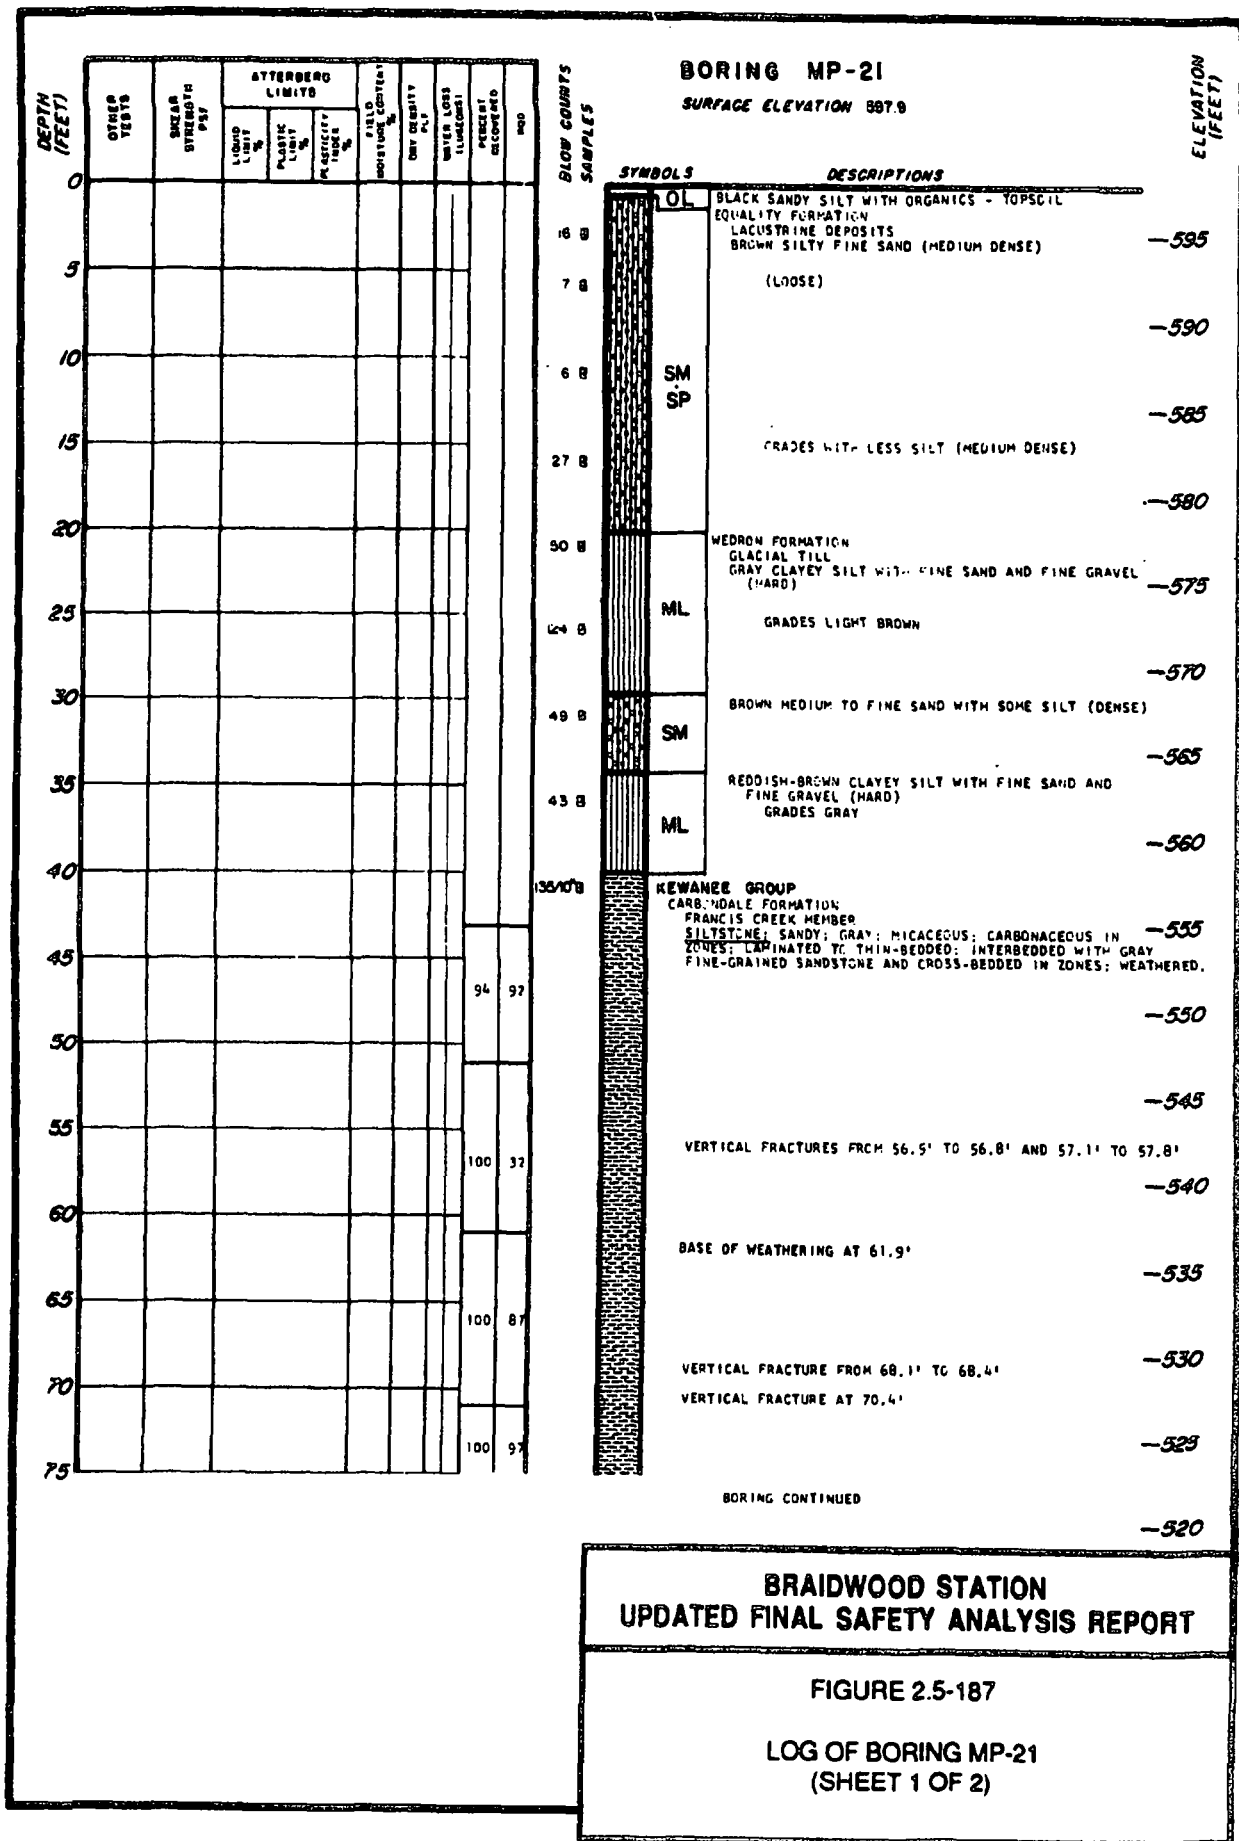 BORING MP-21
SURFACE ELEVATION 597.9
DEPTH (FEET)
OTHER TESTS
SHEAR STRENGTH PSF
ATTERBERG LIMITS
LIQUID LIMIT %
PLASTIC LIMIT %
PLASTICITY INDEX %
FIELD MOISTURE CONTENT %
DRY DENSITY
WATER LOSS (LUGEONS)
PERCENT RECOVERED
RQD
BLOW COUNTS
SAMPLES
SYMBOLS
DESCRIPTIONS
ELEVATION (FEET)
0
OL
BLACK SANDY SILT WITH ORGANICS - TOPSOIL
EQUALITY FORMATION
LACUSTRINE DEPOSITS
16
BROWN SILTY FINE SAND (MEDIUM DENSE)
-595
5
7
(LOOSE)
-590
10
6
SM
SP
-585
15
27
GRADES WITH LESS SILT (MEDIUM DENSE)
-580
20
50
WEDRON FORMATION
GLACIAL TILL
GRAY CLAYEY SILT WITH FINE SAND AND FINE GRAVEL
(HARD)
-575
25
ML
GRADES LIGHT BROWN
-570
30
49
BROWN MEDIUM TO FINE SAND WITH SOME SILT (DENSE)
SM
-565
35
43
REDDISH-BROWN CLAYEY SILT WITH FINE SAND AND
FINE GRAVEL (HARD)
GRADES GRAY
ML
-560
40
135/10"
KEWANEE GROUP
CARBONDALE FORMATION
FRANCIS CREEK MEMBER
SILTSTONE; SANDY; GRAY; MICACEOUS; CARBONACEOUS IN
-555
ZONES; LAMINATED TO THIN-BEDDED; INTERBEDDED WITH GRAY
FINE-GRAINED SANDSTONE AND CROSS-BEDDED IN ZONES; WEATHERED.
45
94
-550
50
-545
55
VERTICAL FRACTURES FROM 56.5' TO 56.8' AND 57.1' TO 57.8'
100
-540
60
BASE OF WEATHERING AT 61.9'
-535
65
100 87
VERTICAL FRACTURE FROM 68.1' TO 68.4'
-530
70
VERTICAL FRACTURE AT 70.4'
100
-525
75
BORING CONTINUED
-520
BRAIDWOOD STATION
UPDATED FINAL SAFETY ANALYSIS REPORT
FIGURE 2.5-187
LOG OF BORING MP-21
(SHEET 1 OF 2)